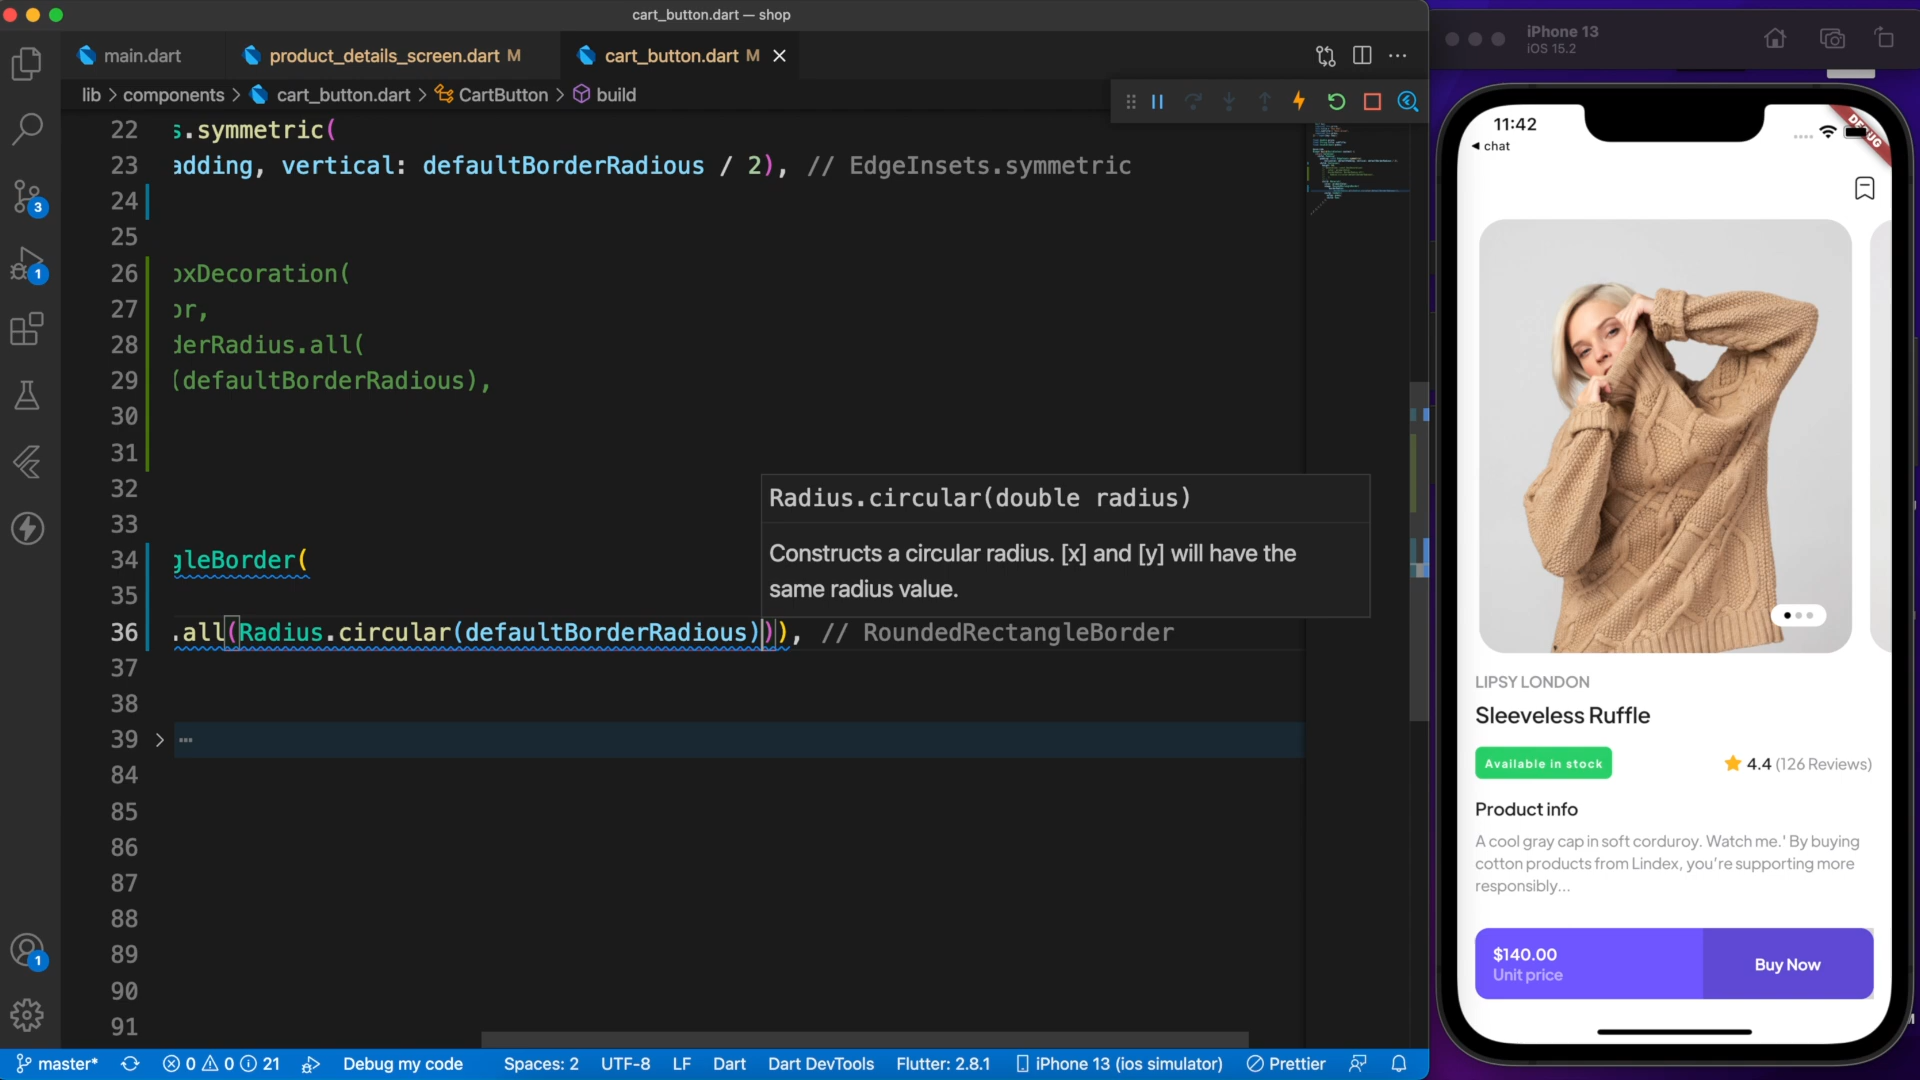 cart_button.dart — shop
main.dart
product_details_screen.dart M
cart_button.dart M
lib > components > cart_button.dart > CartButton > build
22 s.symmetric(
23 adding, vertical: defaultBorderRadious / 2), // EdgeInsets.symmetric
24
25
26 oxDecoration(
27 or,
28 derRadius.all(
29 (defaultBorderRadious),
30
31
32
33
34 gleBorder(
35
36 .all(Radius.circular(defaultBorderRadious))), // RoundedRectangleBorder
37
38
39
84
85
86
87
88
89
90
91
Radius.circular(double radius)
Constructs a circular radius. [x] and [y] will have the
same radius value.
3
1
1
master*
0 0 21
Debug my code
Spaces: 2
UTF-8
LF
Dart
Dart DevTools
Flutter: 2.8.1
iPhone 13 (ios simulator)
Prettier
iPhone 13
iOS 15.2
11:42
chat
DEBUG
LIPSY LONDON
Sleeveless Ruffle
Available in stock
4.4 (126 Reviews)
Product info
A cool gray cap in soft corduroy. Watch me.' By buying
cotton products from Lindex, you're supporting more
responsibly...
$140.00
Unit price
Buy Now